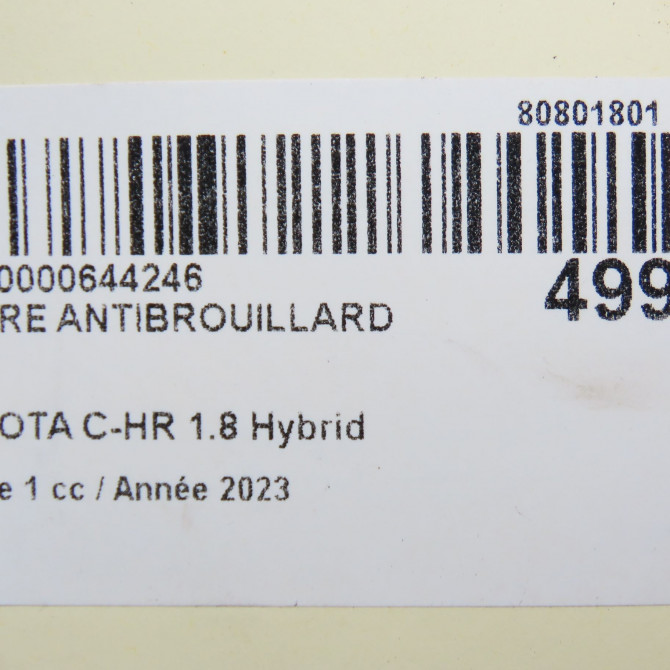 80801801
0000644246
499
RE ANTIBROUILLARD
OTA C-HR 1.8 Hybrid
e 1 cc / Année 2023